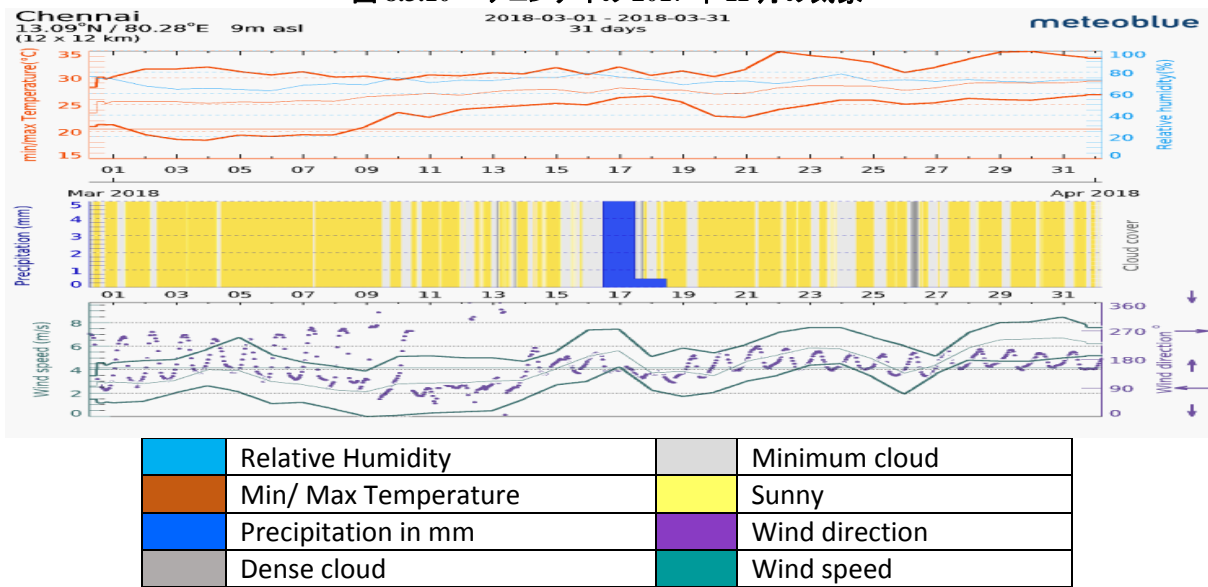 Chennai
13.09°N / 80.28°E 9m asl
(12 x 12 km)
2018-03-01 - 2018-03-31
31 days
meteoblue
min/max Temperature(°C)
35
30
25
20
15
100
80
60
40
20
0
Relative humidity(%)
01 03 05 07 09 11 13 15 17 19 21 23 25 27 29 31
Mar 2018
Apr 2018
Precipitation (mm)
5
4
3
2
1
0
Cloud cover
01 03 05 07 09 11 13 15 17 19 21 23 25 27 29 31
Wind speed (m/s)
8
6
4
2
0
360
270
180
90
0
Wind direction °
Relative Humidity
Minimum cloud
Min/ Max Temperature
Sunny
Precipitation in mm
Wind direction
Dense cloud
Wind speed